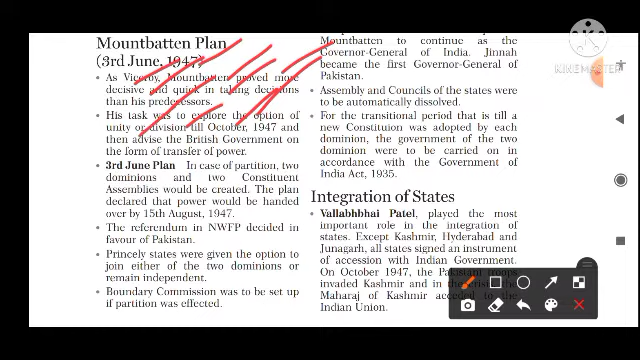 Mountbatten Plan
(3rd June, 1947)
• As Viceroy, Mountbatten proved more
decisive and quick in taking decisions
than his predecessors.
• His task was to explore the option of
unity or division till October, 1947 and
then advise the British Government on
the form of transfer of power.
• 3rd June Plan In case of partition, two
dominions and two Constituent
Assemblies would be created. The plan
declared that power would be handed
over by 15th August, 1947.
• The referendum in NWFP decided in
favour of Pakistan.
• Princely states were given the option to
join either of the two dominions or
remain independent.
• Boundary Commission was to be set up
if partition was effected.
Mountbatten to continue as the
Governor-General of India. Jinnah
became the first Governor-General of
Pakistan.
• Assembly and Councils of the states were
to be automatically dissolved.
• For the transitional period that is till a
new Constituion was adopted by each
dominion, the government of the two
dominion were to be carried on in
accordance with the Government of
India Act, 1935.
Integration of States
• Vallabhbhai Patel, played the most
important role in the integration of
states. Except Kashmir, Hyderabad and
Junagarh, all states signed an instrument
of accession with Indian Government.
On October 1947, the Pakistani troops
invaded Kashmir and in the crisis, the
Maharaj of Kashmir acceded to the
Indian Union.
Made with
KINEMASTER